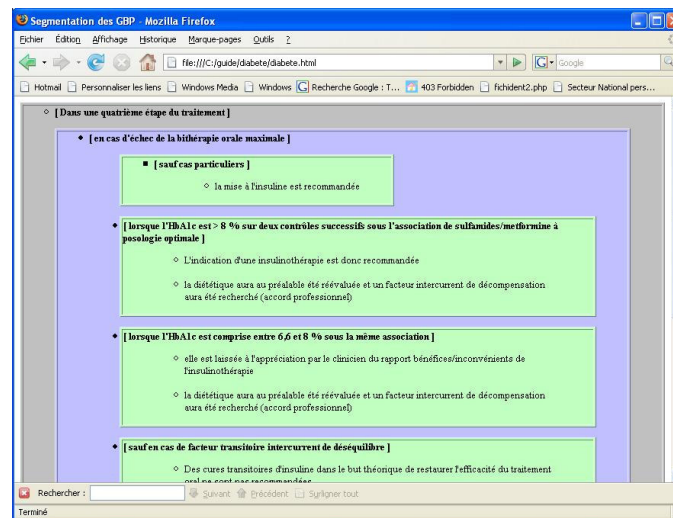 Segmentation des GBP - Mozilla Firefox
Fichier Édition Affichage Historique Marque-pages Outils ?
file:///C:/guide/diabete/diabete.html
G Google
Hotmail Personnaliser les liens Windows Media Windows Recherche Google : T... 403 Forbidden fichident2.php Secteur National pers...
[ Dans une quatrième étape du traitement ]
[ en cas d'échec de la bithérapie orale maximale ]
[ sauf cas particuliers ]
la mise à l'insuline est recommandée
[ lorsque l'HbA1c est > 8 % sur deux contrôles successifs sous l'association de sulfamides/metformine à
posologie optimale ]
L'indication d'une insulinothérapie est donc recommandée
la diététique aura au préalable été réévaluée et un facteur intercurrent de décompensation
aura été recherché (accord professionnel)
[ lorsque l'HbA1c est comprise entre 6,6 et 8 % sous la même association ]
elle est laissée à l'appréciation par le clinicien du rapport bénéfices/inconvénients de
l'insulinothérapie
la diététique aura au préalable été réévaluée et un facteur intercurrent de décompensation
aura été recherché (accord professionnel)
[ sauf en cas de facteur transitoire intercurrent de déséquilibre ]
Des cures transitoires d'insuline dans le but théorique de restaurer l'efficacité du traitement
oral ne sont pas recommandées
Rechercher : Suivant Précédent Surligner tout
Terminé